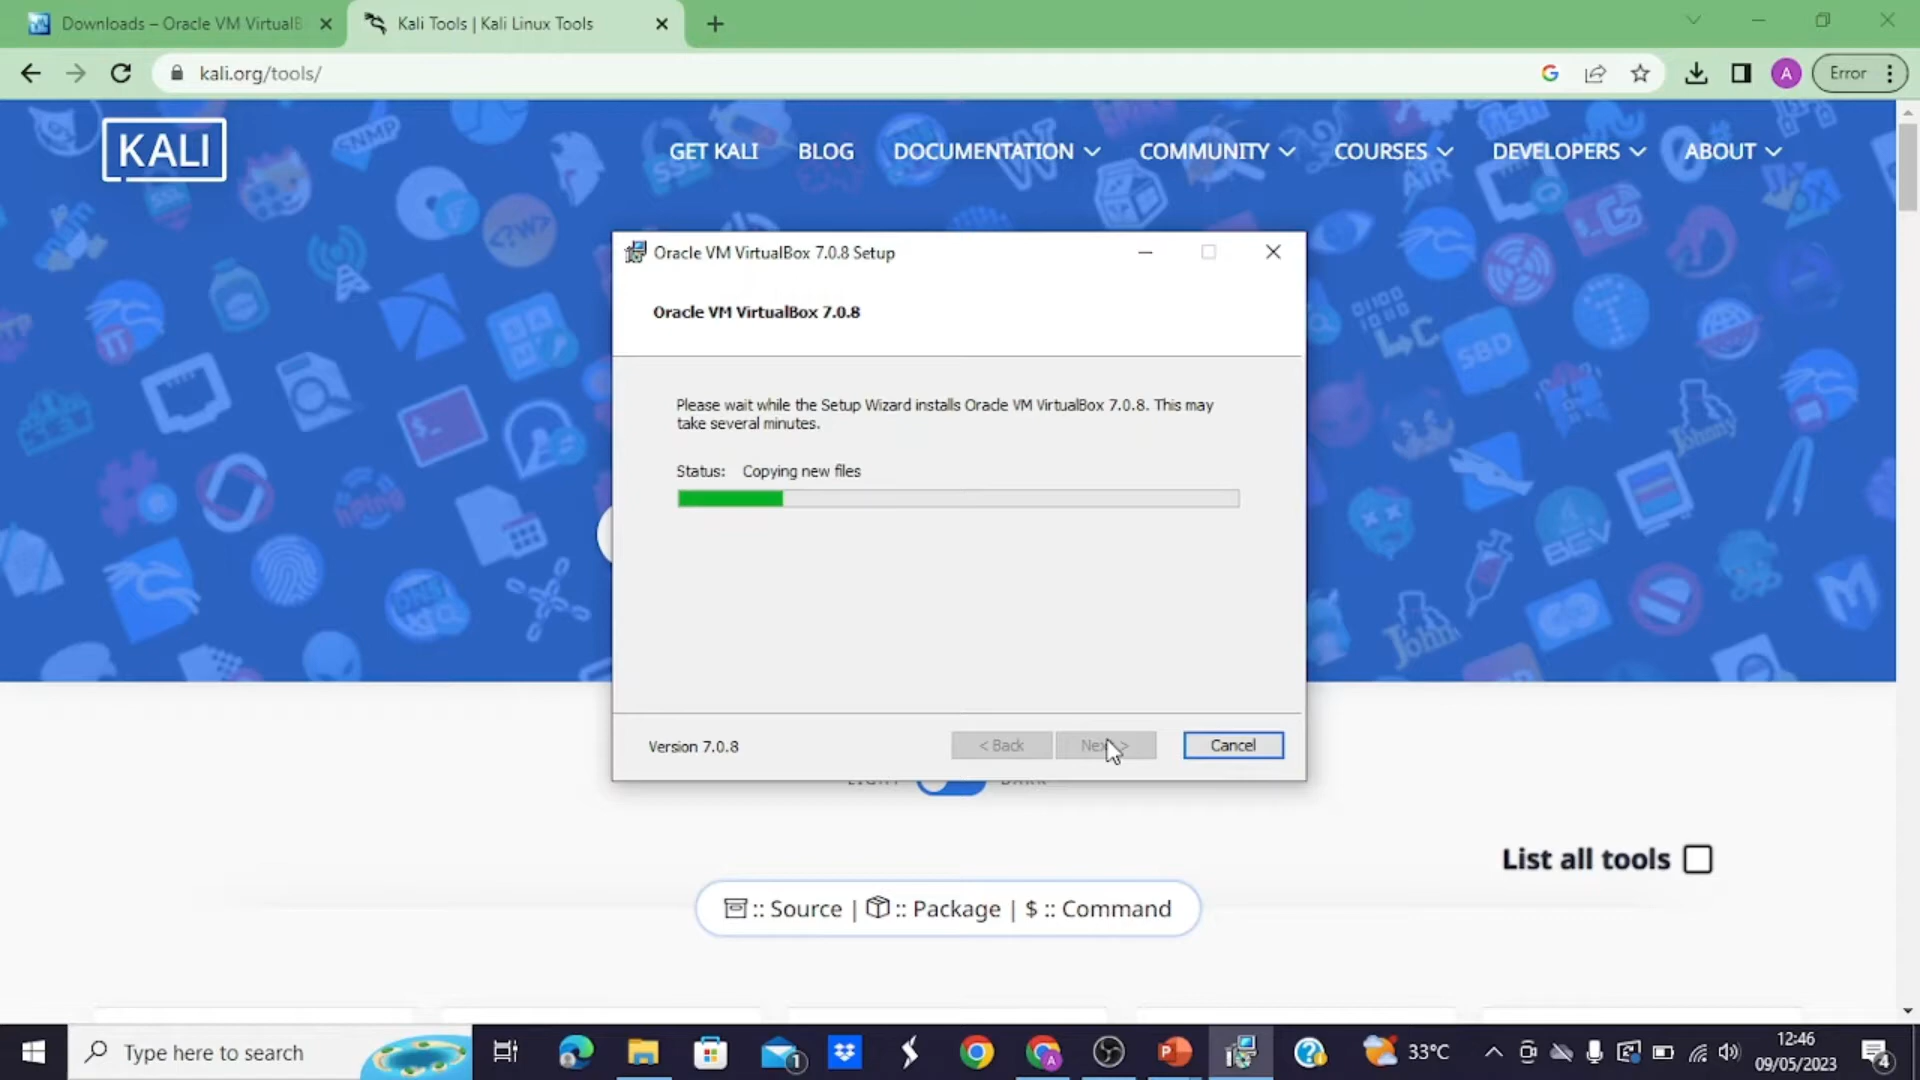 Downloads – Oracle VM VirtualB
Kali Tools | Kali Linux Tools
kali.org/tools/
A
Error
KALI
GET KALI
BLOG
DOCUMENTATION
COMMUNITY
COURSES
DEVELOPERS
ABOUT
Oracle VM VirtualBox 7.0.8 Setup
Oracle VM VirtualBox 7.0.8
Please wait while the Setup Wizard installs Oracle VM VirtualBox 7.0.8. This may
take several minutes.
Status: Copying new files
Version 7.0.8
< Back
Next >
Cancel
List all tools
:: Source | :: Package | $ :: Command
Type here to search
1
33°C
12:46
09/05/2023
4